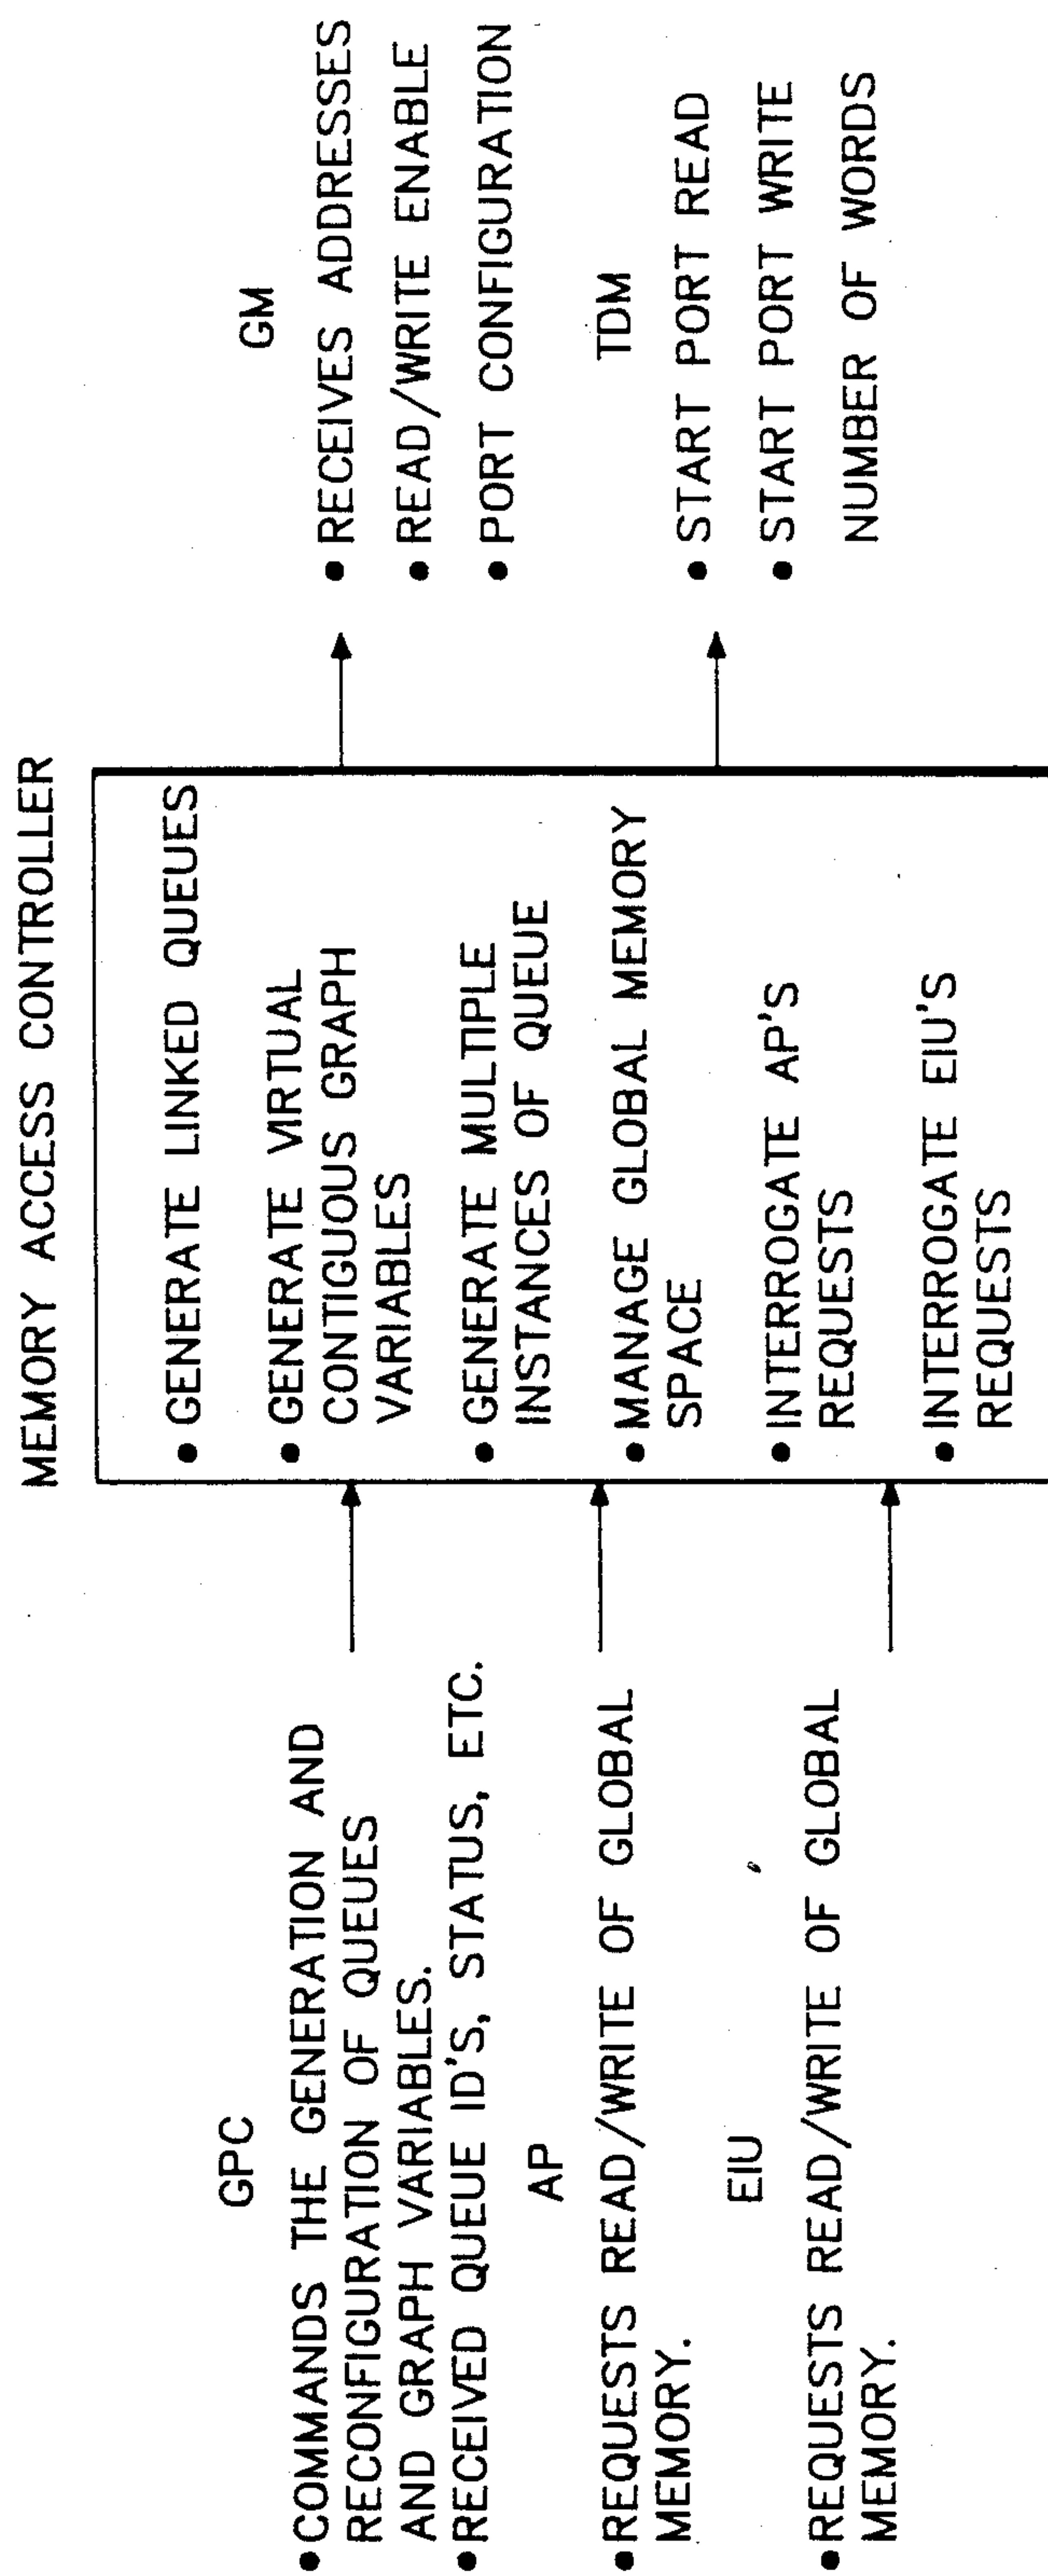 MEMORY ACCESS CONTROLLER
GPC
• COMMANDS THE GENERATION AND
RECONFIGURATION OF QUEUES
AND GRAPH VARIABLES.
• RECEIVED QUEUE ID'S, STATUS, ETC.
AP
• REQUESTS READ/WRITE OF GLOBAL
MEMORY.
EIU
• REQUESTS READ/WRITE OF GLOBAL
MEMORY.
• GENERATE LINKED QUEUES
• GENERATE VIRTUAL
CONTIGUOUS GRAPH
VARIABLES
• GENERATE MULTIPLE
INSTANCES OF QUEUE
• MANAGE GLOBAL MEMORY
SPACE
• INTERROGATE AP'S
REQUESTS
• INTERROGATE EIU'S
REQUESTS
GM
• RECEIVES ADDRESSES
• READ/WRITE ENABLE
• PORT CONFIGURATION
TDM
• START PORT READ
• START PORT WRITE
NUMBER OF WORDS